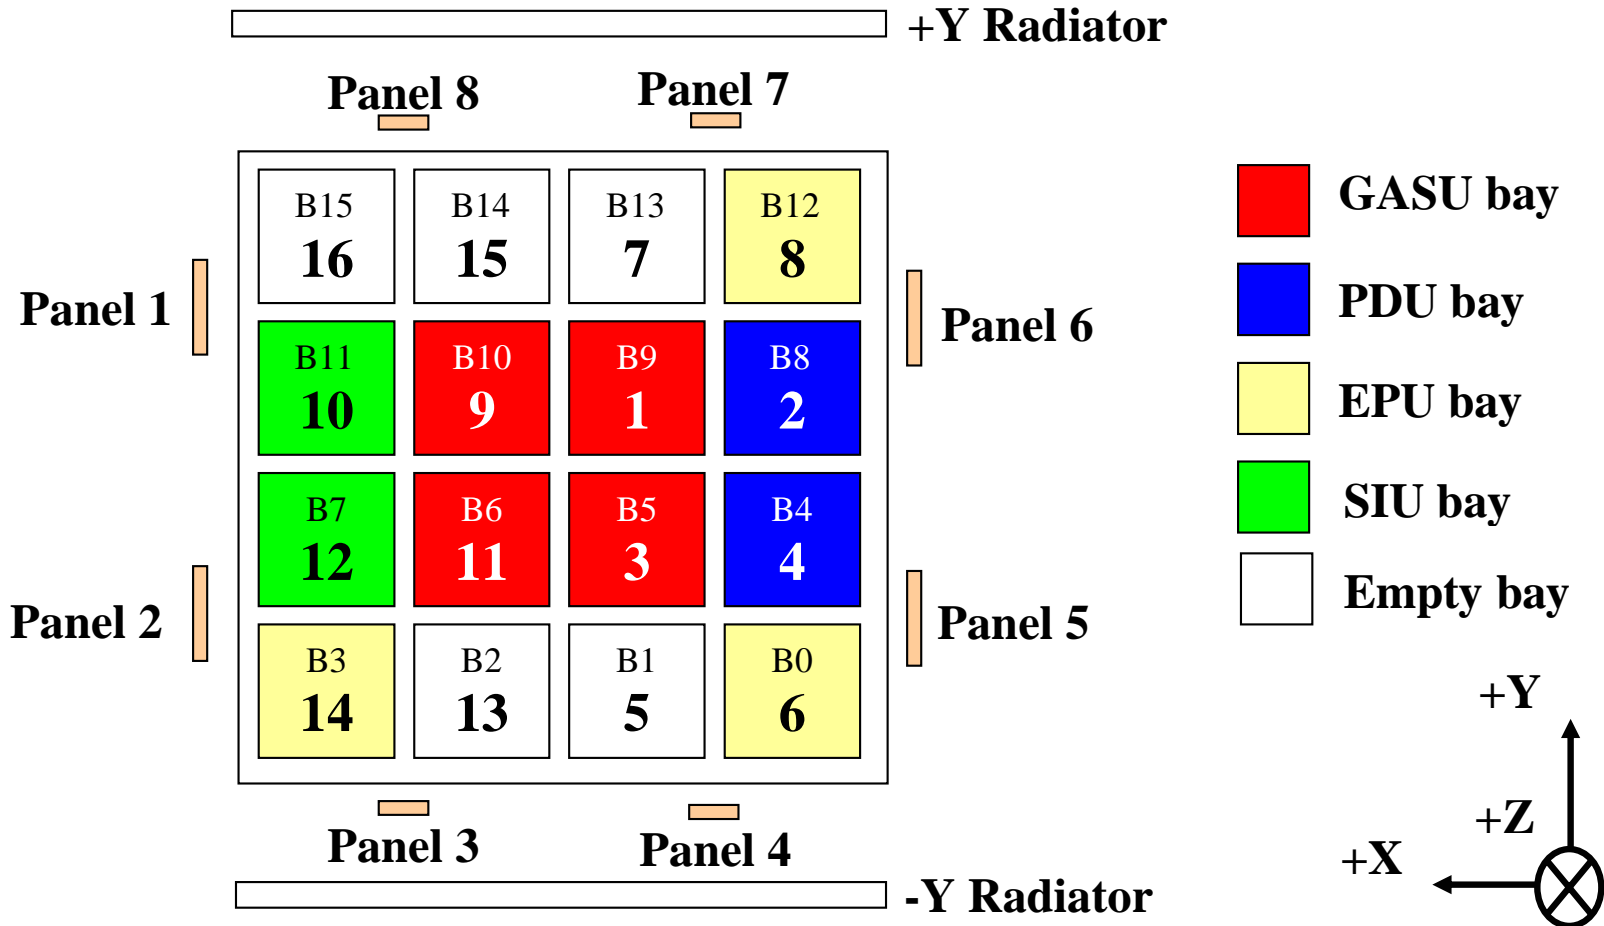 +Y Radiator
Panel 8
Panel 7
B15
16
B14
15
B13
7
B12
8
Panel 1
Panel 6
B11
10
B10
9
B9
1
B8
2
B7
12
B6
11
B5
3
B4
4
Panel 2
Panel 5
B3
14
B2
13
B1
5
B0
6
Panel 3
Panel 4
-Y Radiator
GASU bay
PDU bay
EPU bay
SIU bay
Empty bay
+Y
+Z
+X